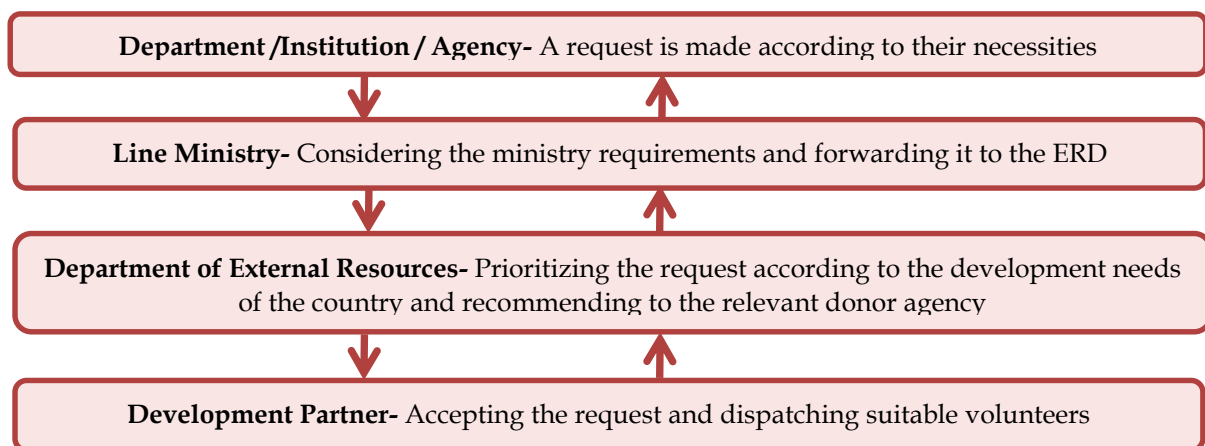 Department /Institution / Agency- A request is made according to their necessities
Line Ministry- Considering the ministry requirements and forwarding it to the ERD
Department of External Resources- Prioritizing the request according to the development needs
of the country and recommending to the relevant donor agency
Development Partner- Accepting the request and dispatching suitable volunteers